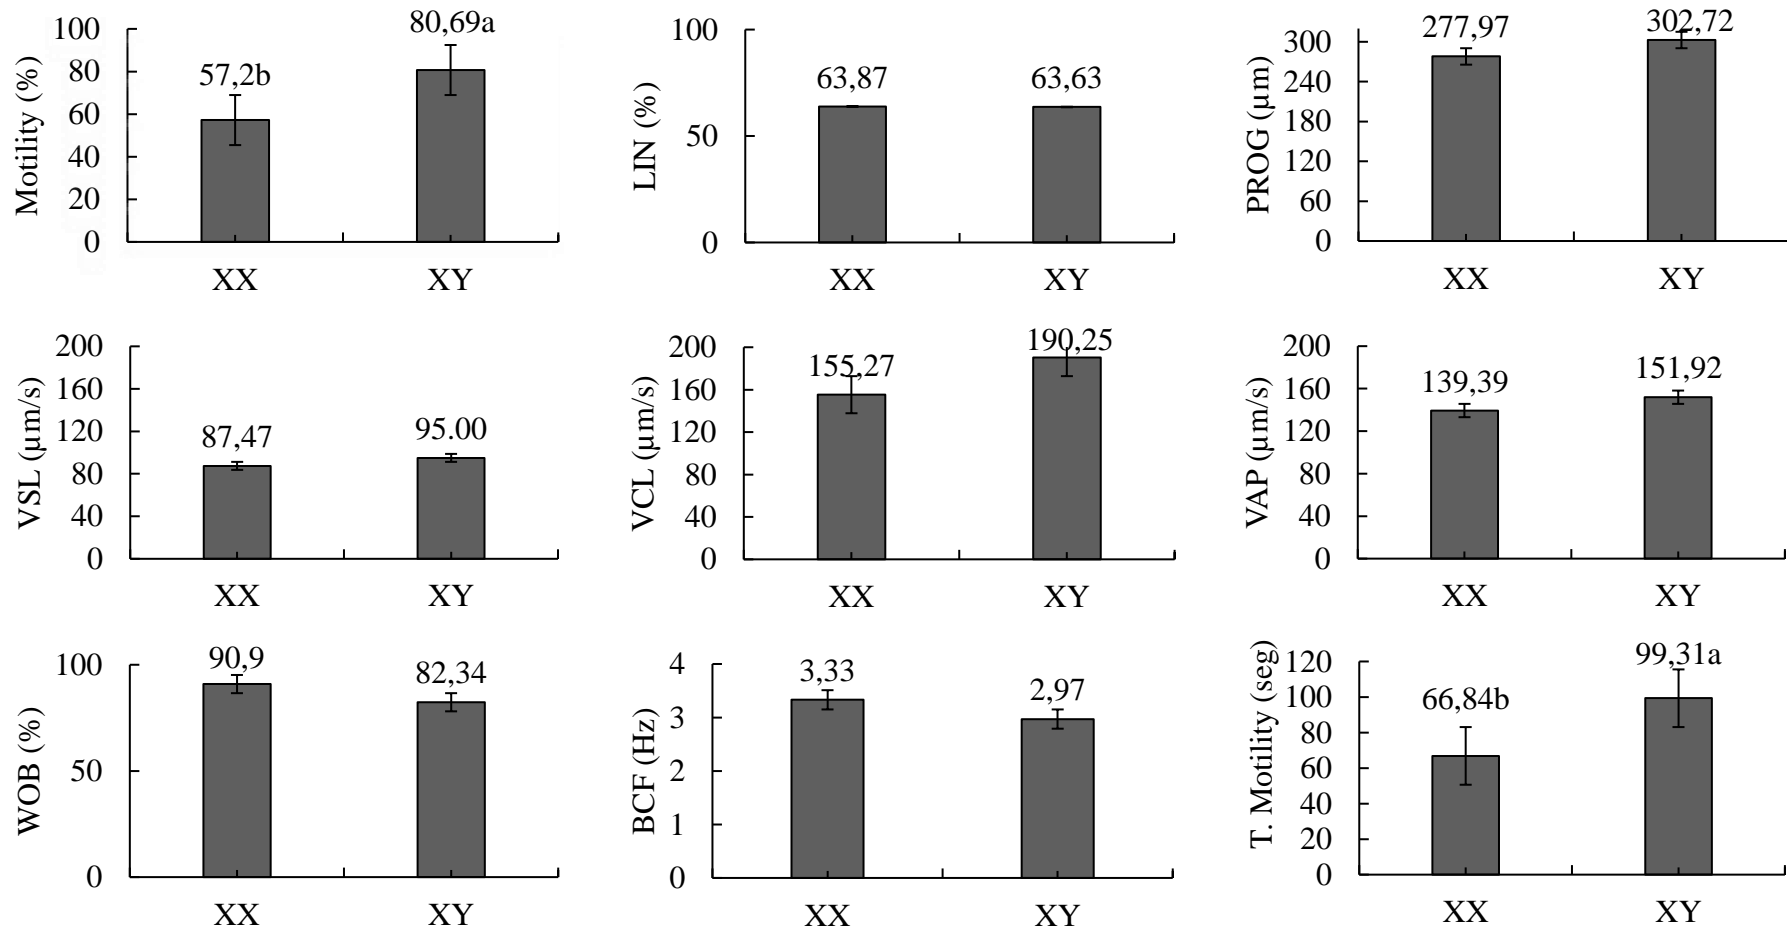 Motility (%)
100
80
60
40
20
0
57,2b
80,69a
XX
XY
LIN (%)
100
50
0
63,87
63,63
XX
XY
PROG (µm)
300
240
180
120
60
0
277,97
302,72
XX
XY
VSL (µm/s)
200
160
120
80
40
0
87,47
95.00
XX
XY
VCL (µm/s)
200
160
120
80
40
0
155,27
190,25
XX
XY
VAP (µm/s)
200
160
120
80
40
0
139,39
151,92
XX
XY
WOB (%)
100
50
0
90,9
82,34
XX
XY
BCF (Hz)
4
3
2
1
0
3,33
2,97
XX
XY
T. Motility (seg)
120
100
80
60
40
20
0
66,84b
99,31a
XX
XY